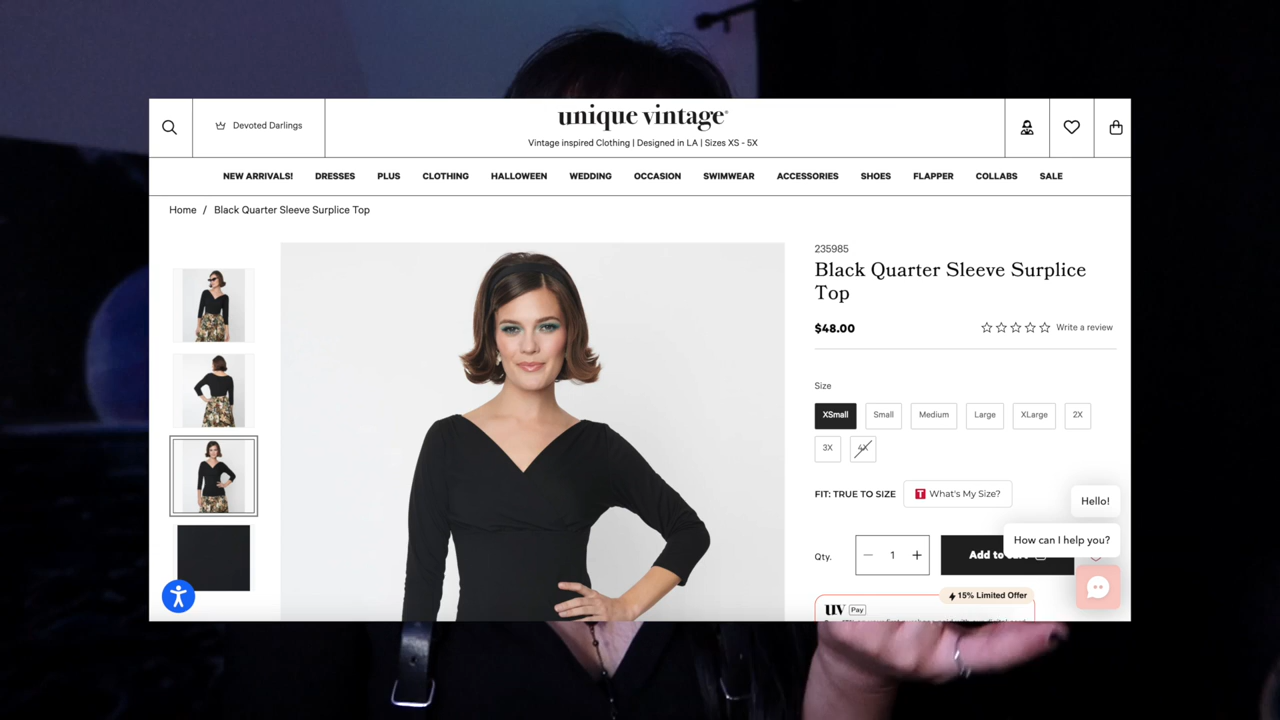 Devoted Darlings
unique vintage®
Vintage inspired Clothing | Designed in LA | Sizes XS - 5X
NEW ARRIVALS! DRESSES PLUS CLOTHING HALLOWEEN WEDDING OCCASION SWIMWEAR ACCESSORIES SHOES FLAPPER COLLABS SALE
Home / Black Quarter Sleeve Surplice Top
235985
Black Quarter Sleeve Surplice
Top
$48.00
Write a review
Size
XSmall Small Medium Large XLarge 2X
3X 4X
FIT: TRUE TO SIZE
T What's My Size?
Hello!
How can I help you?
Qty.
1
Add to
15% Limited Offer
uv Pay